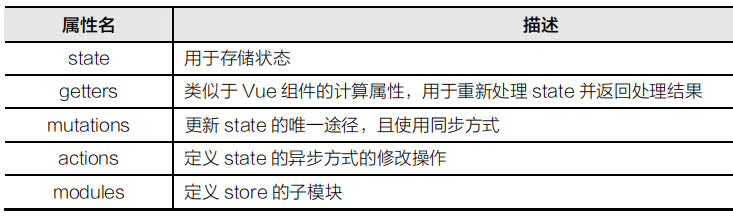 属性名 描述
state 用于存储状态
getters 类似于 Vue 组件的计算属性，用于重新处理 state 并返回处理结果
mutations 更新 state 的唯一途径，且使用同步方式
actions 定义 state 的异步方式的修改操作
modules 定义 store 的子模块